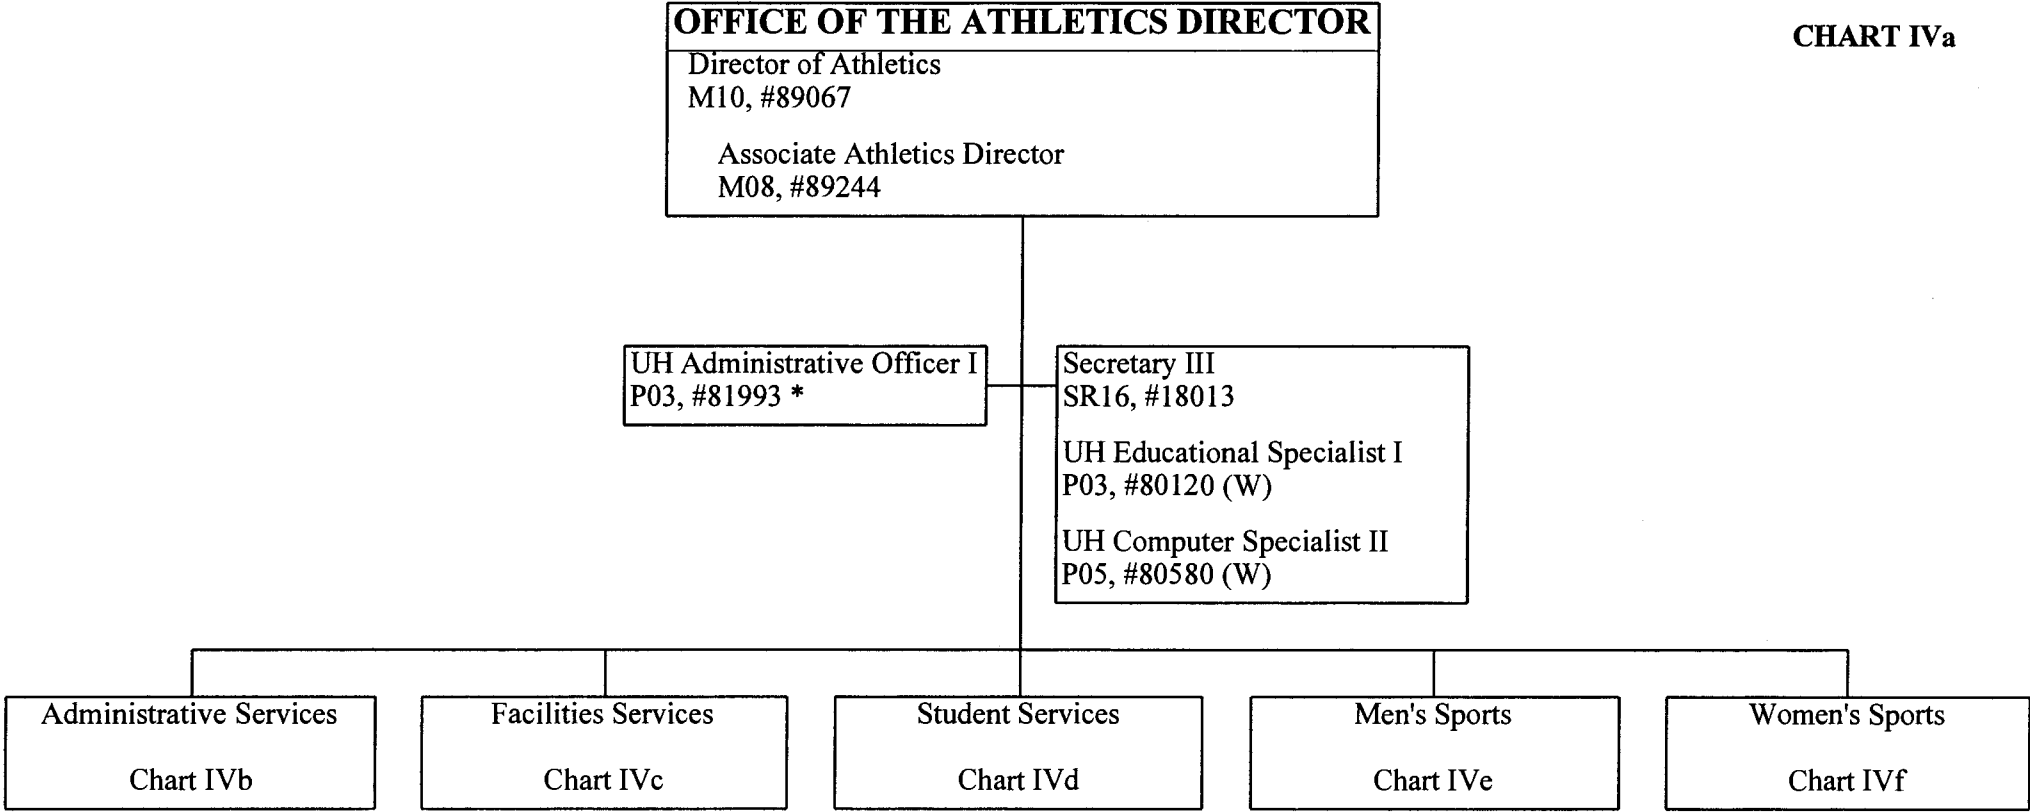 OFFICE OF THE ATHLETICS DIRECTOR
CHART IVa
Director of Athletics
M10, #89067
Associate Athletics Director
M08, #89244
UH Administrative Officer I
P03, #81993 *
Secretary III
SR16, #18013
UH Educational Specialist I
P03, #80120 (W)
UH Computer Specialist II
P05, #80580 (W)
Administrative Services
Chart IVb
Facilities Services
Chart IVc
Student Services
Chart IVd
Men's Sports
Chart IVe
Women's Sports
Chart IVf